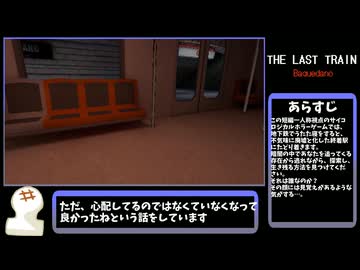 THE LAST TRAIN
Baquedano
あらすじ
この短編一人称視点のサイコ
ロジカルホラーゲームでは、
地下鉄でうたた寝をすると、
不気味に廃墟と化した終着駅
にたどり着きます。
暗闇の中であなたを追ってくる
存在から逃れながら、探索し、
生き残る方法を見つけてくだ
さい。
それは誰なのか？
その顔には見覚えがあるような
気がする…。
ただ、心配してるのではなくていなくなって
良かったねという話をしています